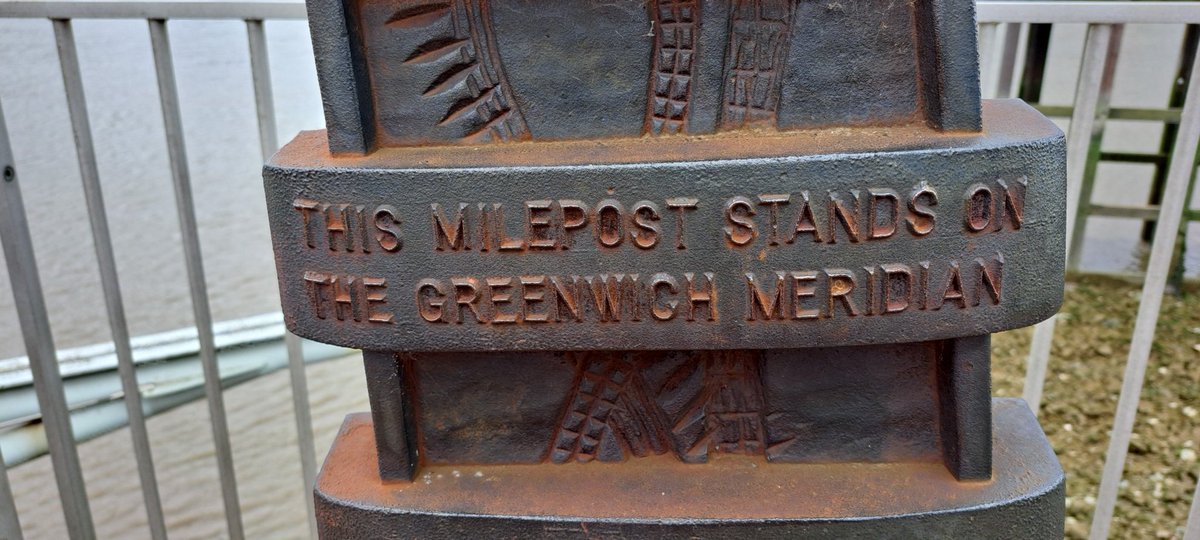 THIS MILEPOST STANDS ON
THE GREENWICH MERIDIAN